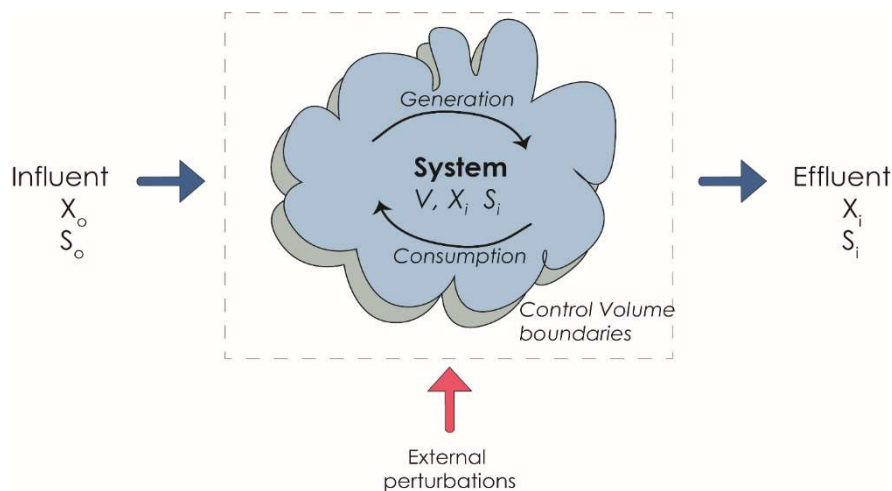 Influent
Xₒ
Sₒ
Generation
System
V, Xᵢ Sᵢ
Consumption
Control Volume
boundaries
Effluent
Xᵢ
Sᵢ
External
perturbations